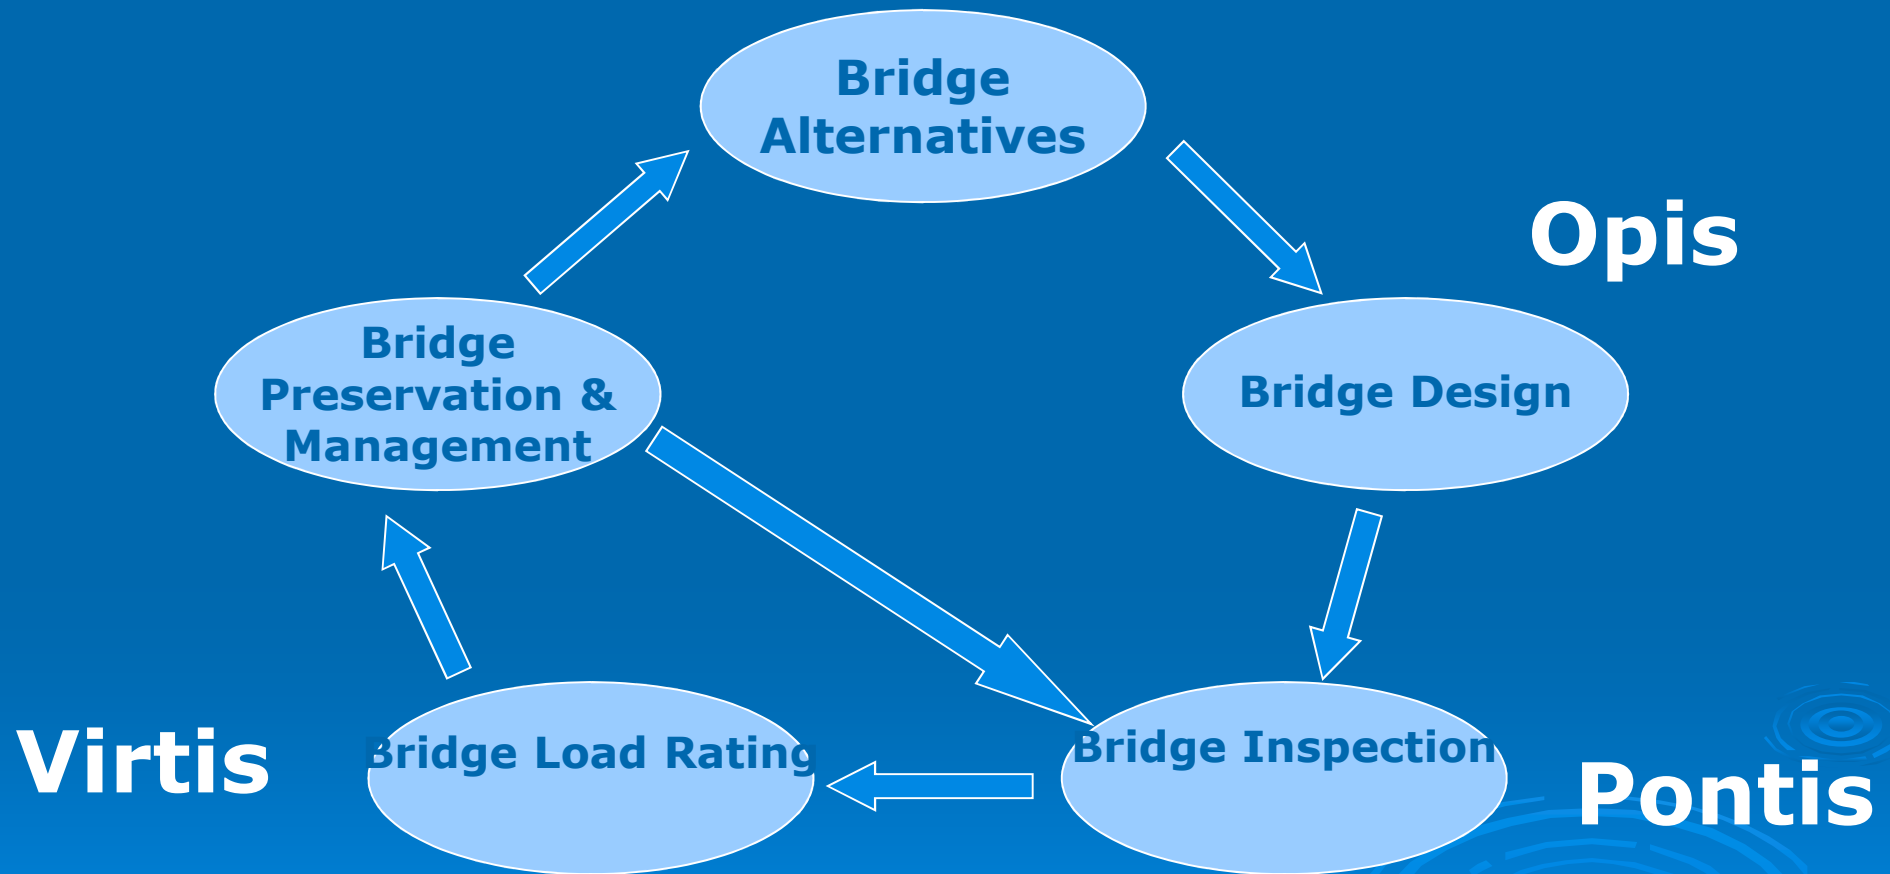 Bridge
Alternatives
Opis
Bridge
Preservation &
Management
Bridge Design
Virtis
Bridge Load Rating
Bridge Inspection
Pontis